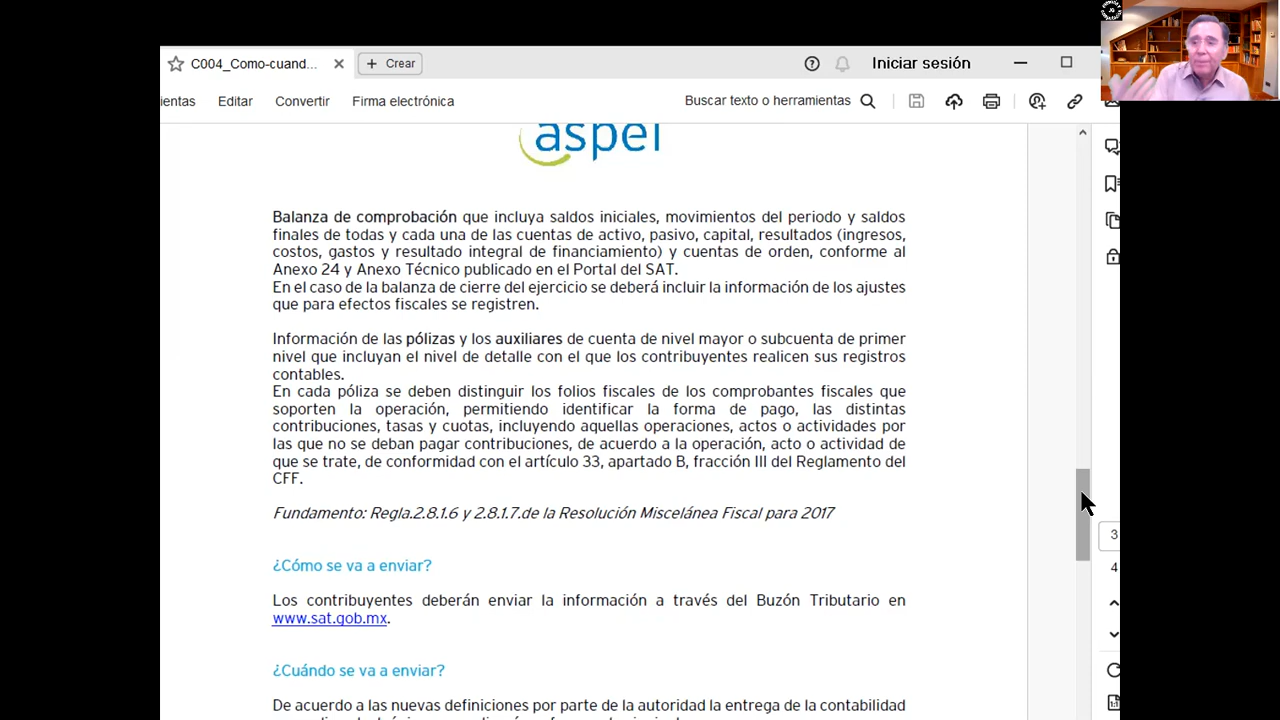 C004_Como-cuand...
Crear
Iniciar sesión
ientas
Editar
Convertir
Firma electrónica
Buscar texto o herramientas
aspel
Balanza de comprobación que incluya saldos iniciales, movimientos del periodo y saldos
finales de todas y cada una de las cuentas de activo, pasivo, capital, resultados (ingresos,
costos, gastos y resultado integral de financiamiento) y cuentas de orden, conforme al
Anexo 24 y Anexo Técnico publicado en el Portal del SAT.
En el caso de la balanza de cierre del ejercicio se deberá incluir la información de los ajustes
que para efectos fiscales se registren.
Información de las pólizas y los auxiliares de cuenta de nivel mayor o subcuenta de primer
nivel que incluyan el nivel de detalle con el que los contribuyentes realicen sus registros
contables.
En cada póliza se deben distinguir los folios fiscales de los comprobantes fiscales que
soporten la operación, permitiendo identificar la forma de pago, las distintas
contribuciones, tasas y cuotas, incluyendo aquellas operaciones, actos o actividades por
las que no se deban pagar contribuciones, de acuerdo a la operación, acto o actividad de
que se trate, de conformidad con el artículo 33, apartado B, fracción III del Reglamento del
CFF.
Fundamento: Regla.2.8.1.6 y 2.8.1.7.de la Resolución Miscelánea Fiscal para 2017
¿Cómo se va a enviar?
Los contribuyentes deberán enviar la información a través del Buzón Tributario en
www.sat.gob.mx.
¿Cuándo se va a enviar?
De acuerdo a las nuevas definiciones por parte de la autoridad la entrega de la contabilidad
3
4